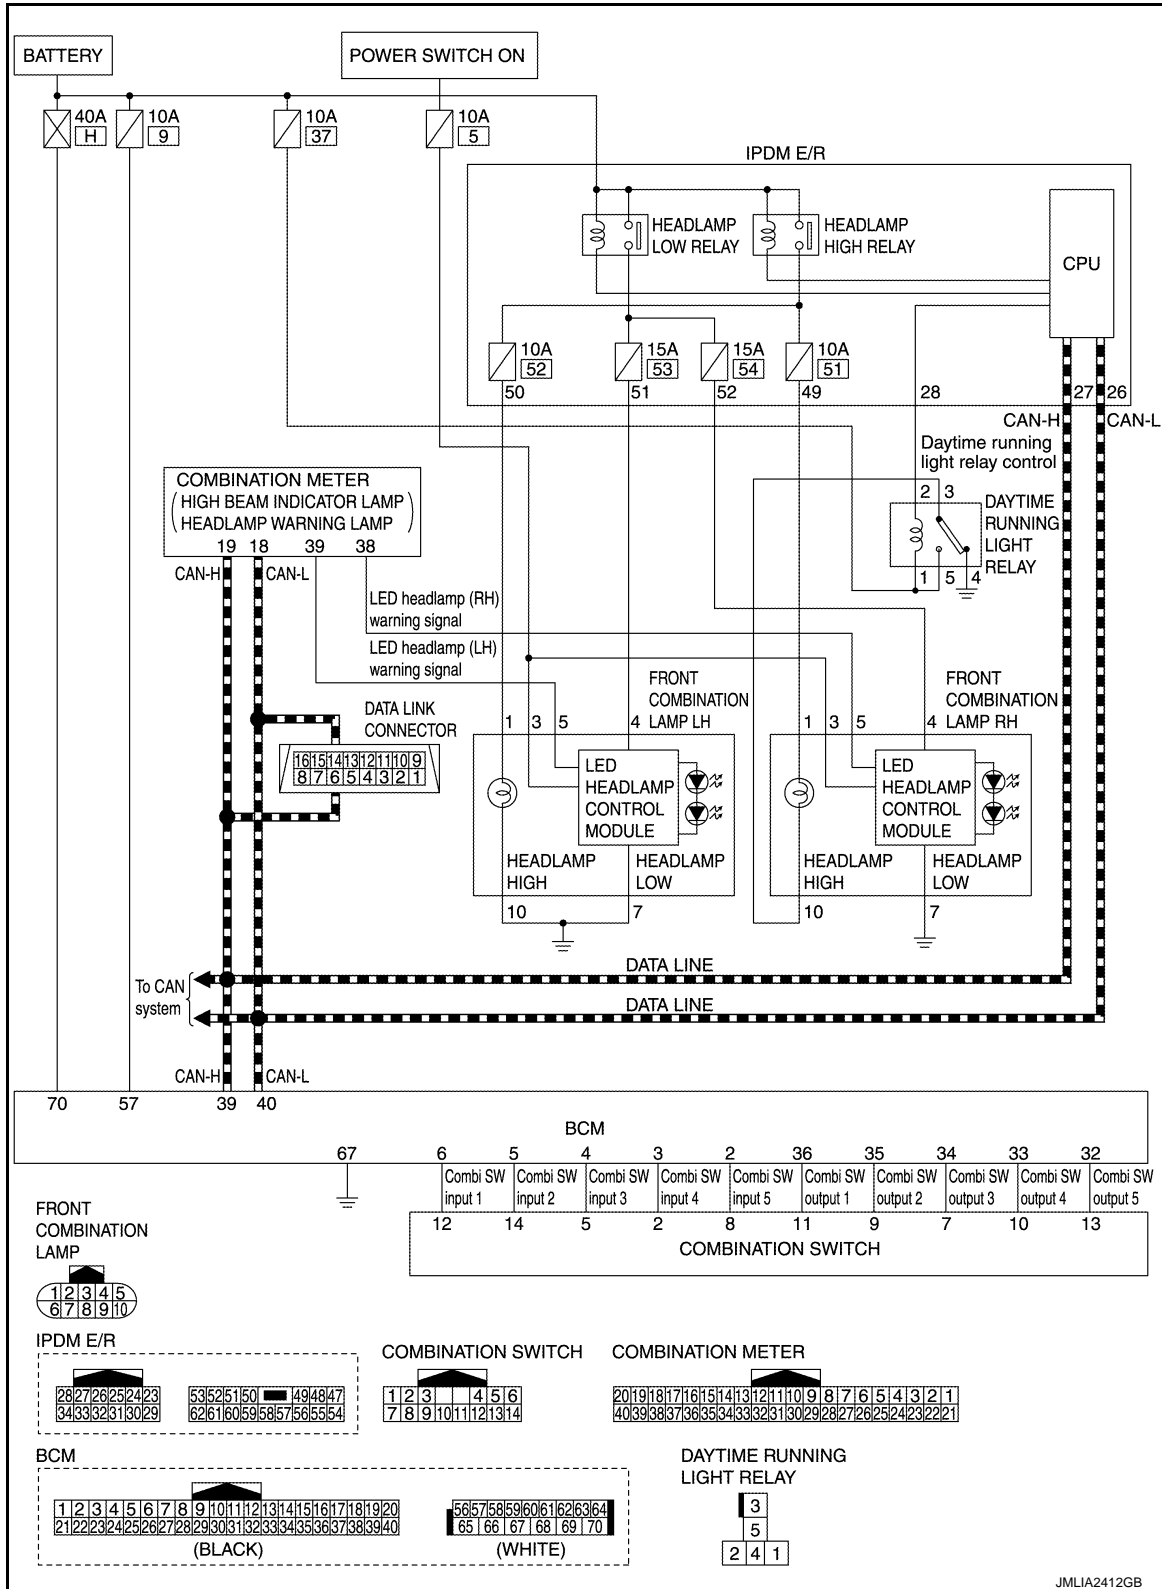 BATTERY
POWER SWITCH ON
40A
H
10A
9
10A
37
10A
5
IPDM E/R
HEADLAMP
LOW RELAY
HEADLAMP
HIGH RELAY
CPU
10A
52
15A
53
15A
54
10A
51
50 51 52 49 28 27 26
CAN-H CAN-L
Daytime running
light relay control
COMBINATION METER
(HIGH BEAM INDICATOR LAMP)
(HEADLAMP WARNING LAMP)
19 18 39 38
CAN-H CAN-L
2 3
DAYTIME
RUNNING
LIGHT
RELAY
1 5 4
LED headlamp (RH)
warning signal
LED headlamp (LH)
warning signal
DATA LINK
CONNECTOR
16 15 14 13 12 11 10 9
8 7 6 5 4 3 2 1
FRONT
COMBINATION
LAMP LH
1 3 5 4
LED
HEADLAMP
CONTROL
MODULE
HEADLAMP
HIGH
HEADLAMP
LOW
10 7
FRONT
COMBINATION
LAMP RH
1 3 5 4
LED
HEADLAMP
CONTROL
MODULE
HEADLAMP
HIGH
HEADLAMP
LOW
10 7
DATA LINE
To CAN
system
DATA LINE
CAN-H CAN-L
70 57 39 40
BCM
67 6 5 4 3 2 36 35 34 33 32
Combi SW
input 1
Combi SW
input 2
Combi SW
input 3
Combi SW
input 4
Combi SW
input 5
Combi SW
output 1
Combi SW
output 2
Combi SW
output 3
Combi SW
output 4
Combi SW
output 5
12 14 5 2 8 11 9 7 10 13
COMBINATION SWITCH
FRONT
COMBINATION
LAMP
1 2 3 4 5
6 7 8 9 10
IPDM E/R
28 27 26 25 24 23
34 33 32 31 30 29
53 52 51 50 49 48 47
62 61 60 59 58 57 56 55 54
COMBINATION SWITCH
1 2 3 4 5 6
7 8 9 10 11 12 13 14
COMBINATION METER
20 19 18 17 16 15 14 13 12 11 10 9 8 7 6 5 4 3 2 1
40 39 38 37 36 35 34 33 32 31 30 29 28 27 26 25 24 23 22 21
BCM
1 2 3 4 5 6 7 8 9 10 11 12 13 14 15 16 17 18 19 20
21 22 23 24 25 26 27 28 29 30 31 32 33 34 35 36 37 38 39 40
(BLACK)
56 57 58 59 60 61 62 63 64
65 66 67 68 69 70
(WHITE)
DAYTIME RUNNING
LIGHT RELAY
3
5
2 4 1
JMLIA2412GB